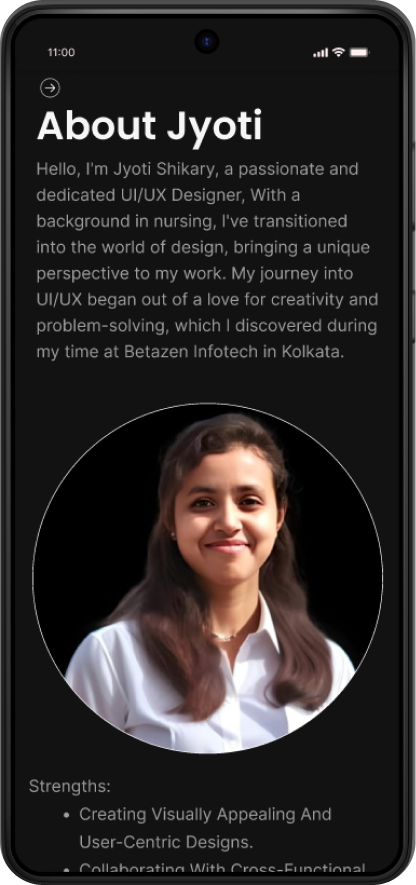 11:00
About Jyoti
Hello, I'm Jyoti Shikary, a passionate and
dedicated UI/UX Designer, With a
background in nursing, I've transitioned
into the world of design, bringing a unique
perspective to my work. My journey into
UI/UX began out of a love for creativity and
problem-solving, which I discovered during
my time at Betazen Infotech in Kolkata.
Strengths:
• Creating Visually Appealing And
User-Centric Designs.
• Collaborating With Cross-Functional